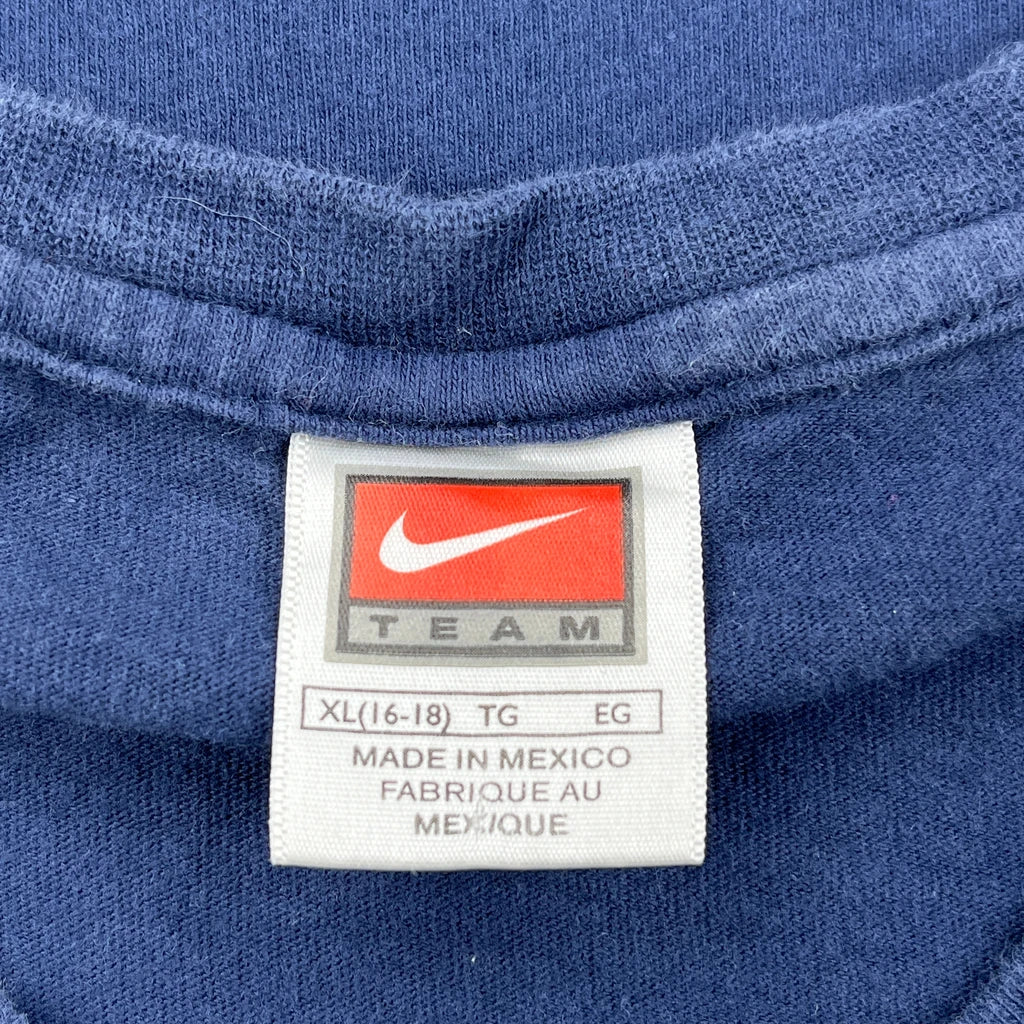 TEAM
XL(16-18) TG EG
MADE IN MEXICO
FABRIQUE AU
MEXIQUE